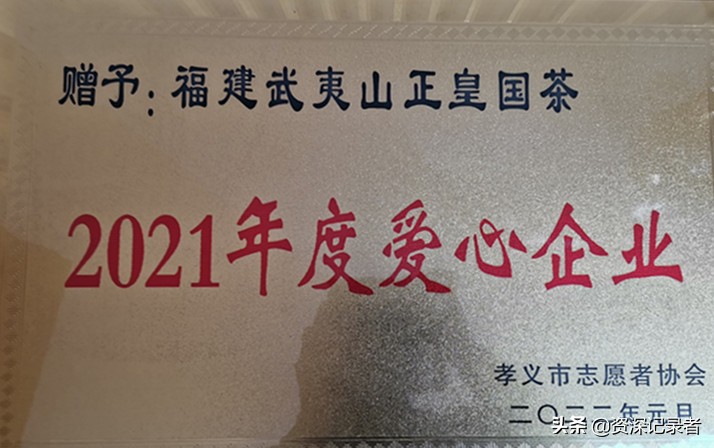 赠予：福建武夷山正皇国茶
2021年度爱心企业
孝义市志愿者协会
二〇二二年元月
头条 @资深记录者